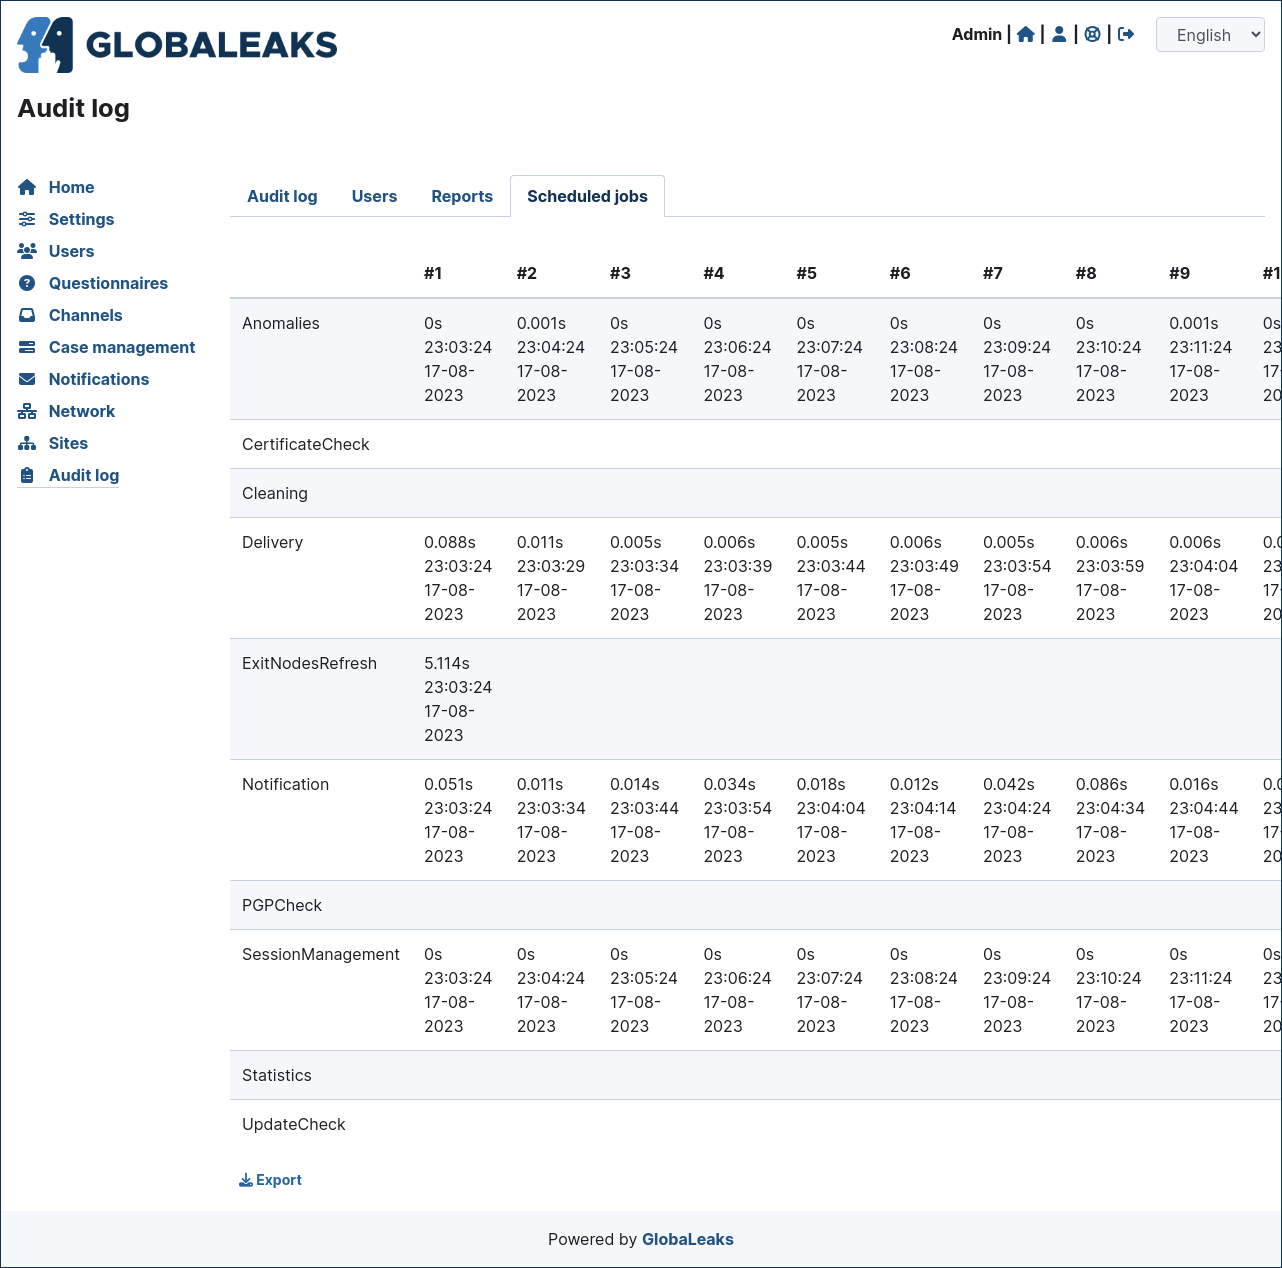 GLOBALEAKS
Admin | | | |
English
Audit log
Home
Settings
Users
Questionnaires
Channels
Case management
Notifications
Network
Sites
Audit log
Audit log Users Reports Scheduled jobs
#1 #2 #3 #4 #5 #6 #7 #8 #9 #1
Anomalies 0s 0.001s 0s 0s 0s 0s 0s 0s 0.001s 0s
23:03:24 23:04:24 23:05:24 23:06:24 23:07:24 23:08:24 23:09:24 23:10:24 23:11:24 23
17-08- 17-08- 17-08- 17-08- 17-08- 17-08- 17-08- 17-08- 17-08- 17-
2023 2023 2023 2023 2023 2023 2023 2023 2023 20
CertificateCheck
Cleaning
Delivery 0.088s 0.011s 0.005s 0.006s 0.005s 0.006s 0.005s 0.006s 0.006s 0.0
23:03:24 23:03:29 23:03:34 23:03:39 23:03:44 23:03:49 23:03:54 23:03:59 23:04:04 23
17-08- 17-08- 17-08- 17-08- 17-08- 17-08- 17-08- 17-08- 17-08- 17-
2023 2023 2023 2023 2023 2023 2023 2023 2023 20
ExitNodesRefresh 5.114s
23:03:24
17-08-
2023
Notification 0.051s 0.011s 0.014s 0.034s 0.018s 0.012s 0.042s 0.086s 0.016s 0.0
23:03:24 23:03:34 23:03:44 23:03:54 23:04:04 23:04:14 23:04:24 23:04:34 23:04:44 23
17-08- 17-08- 17-08- 17-08- 17-08- 17-08- 17-08- 17-08- 17-08- 17-
2023 2023 2023 2023 2023 2023 2023 2023 2023 20
PGPCheck
SessionManagement 0s 0s 0s 0s 0s 0s 0s 0s 0s 0s
23:03:24 23:04:24 23:05:24 23:06:24 23:07:24 23:08:24 23:09:24 23:10:24 23:11:24 23
17-08- 17-08- 17-08- 17-08- 17-08- 17-08- 17-08- 17-08- 17-08- 17-
2023 2023 2023 2023 2023 2023 2023 2023 2023 20
Statistics
UpdateCheck
Export
Powered by GlobaLeaks